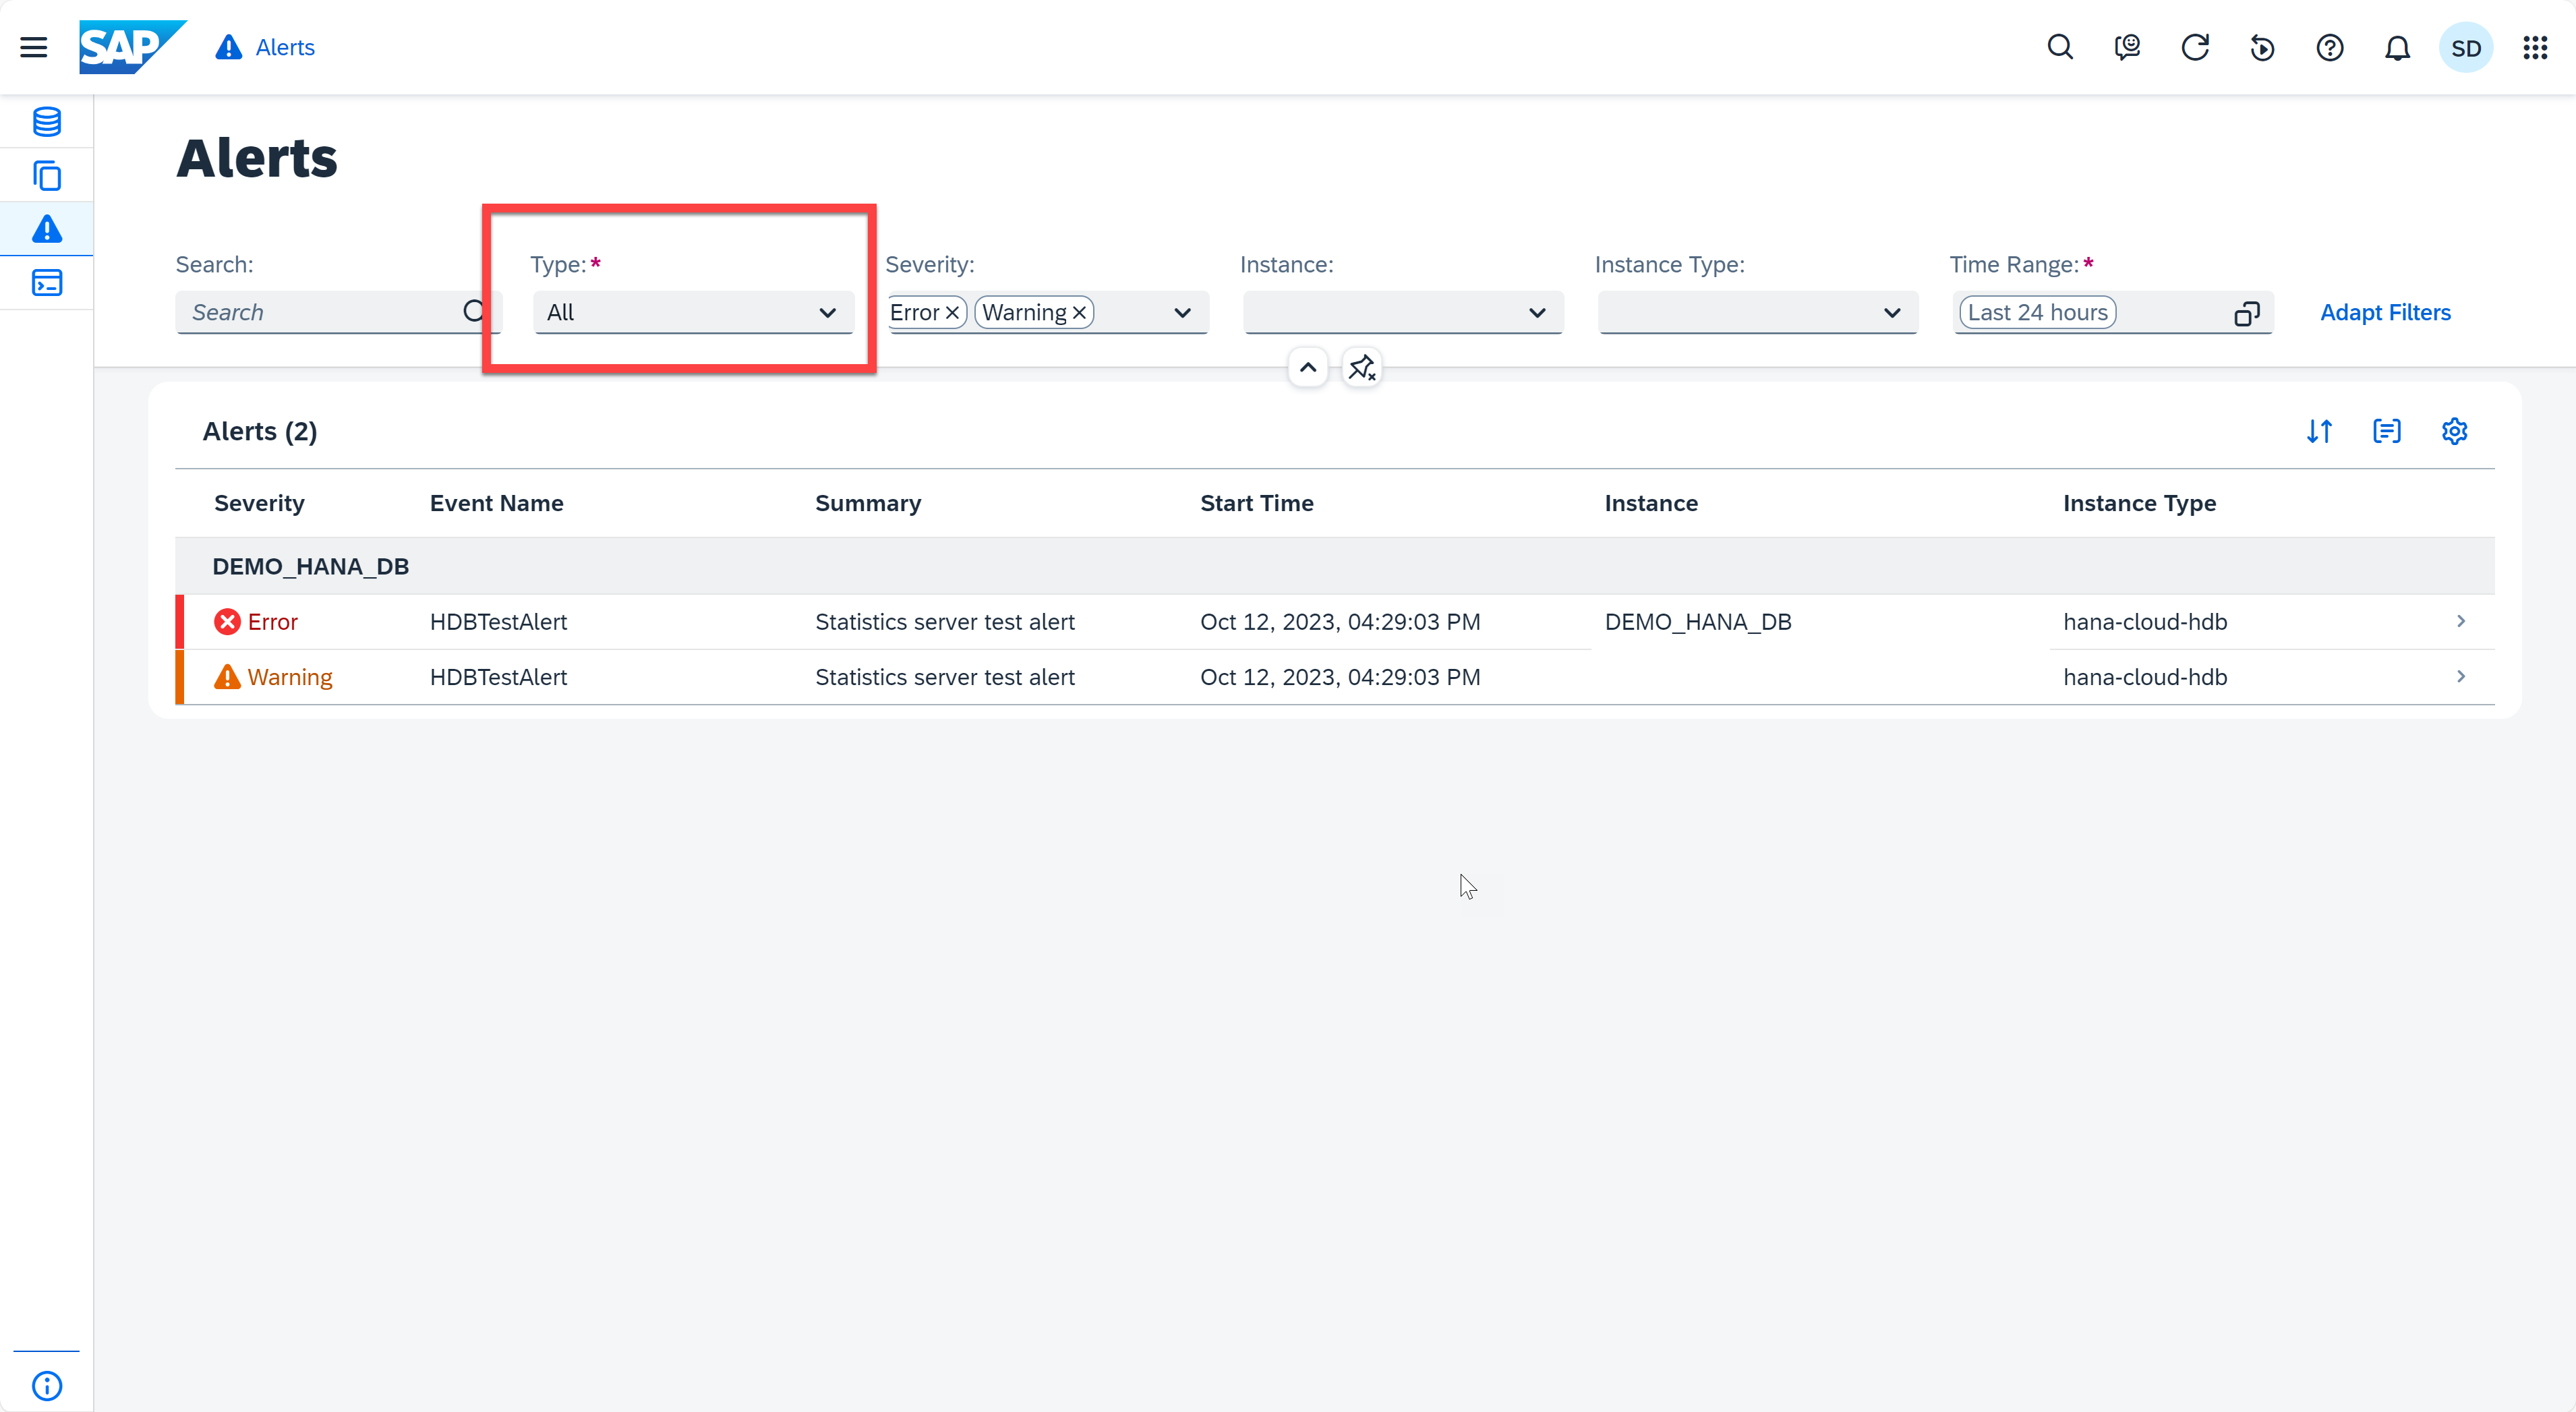 SAP Alerts SD
Alerts
Search: Type:* Severity: Instance: Instance Type: Time Range:*
Search All Error Warning Last 24 hours Adapt Filters
Alerts (2)
Severity Event Name Summary Start Time Instance Instance Type
DEMO_HANA_DB
Error HDBTestAlert Statistics server test alert Oct 12, 2023, 04:29:03 PM DEMO_HANA_DB hana-cloud-hdb
Warning HDBTestAlert Statistics server test alert Oct 12, 2023, 04:29:03 PM hana-cloud-hdb